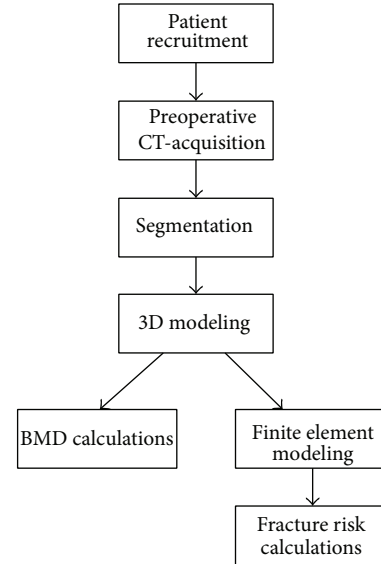 Patient
recruitment
Preoperative
CT-acquisition
Segmentation
3D modeling
BMD calculations
Finite element
modeling
Fracture risk
calculations